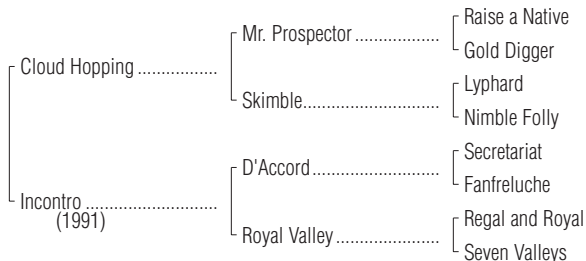 Raise a Native
Mr. Prospector ...................
Gold Digger
Cloud Hopping ..................
Lyphard
Skimble..............................
Nimble Folly
Secretariat
D'Accord............................
Fanfreluche
Incontro .............................
(1991)
Regal and Royal
Royal Valley .......................
Seven Valleys